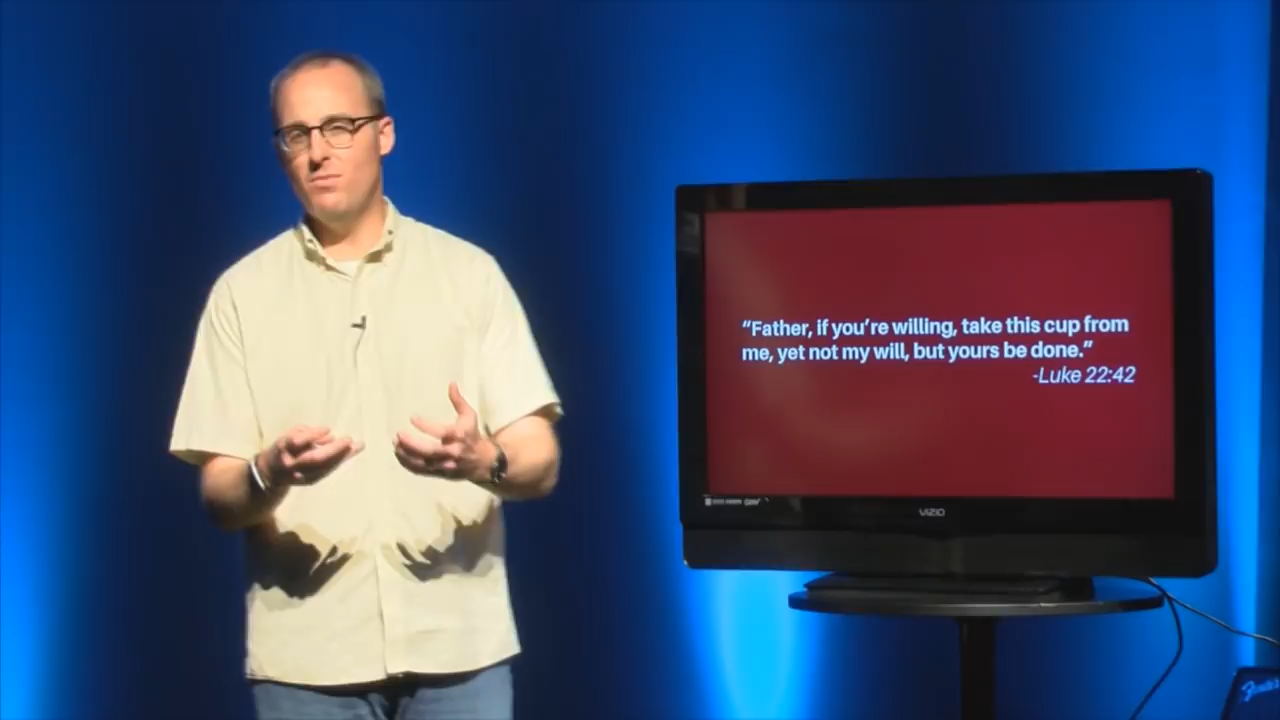 “Father, if you’re willing, take this cup from
me, yet not my will, but yours be done.”
-Luke 22:42
VIZIO
Fender